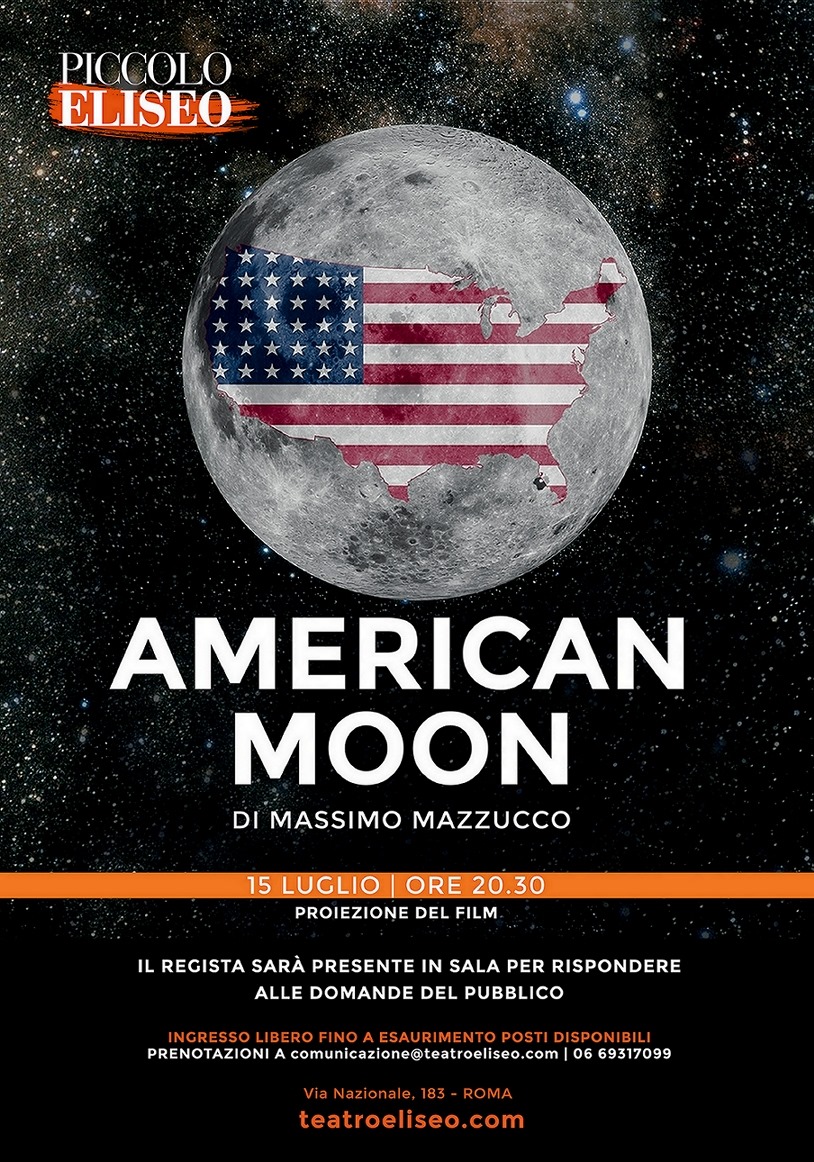 PICCOLO
ELISEO
AMERICAN
MOON
DI MASSIMO MAZZUCCO
15 LUGLIO | ORE 20.30
PROIEZIONE DEL FILM
IL REGISTA SARÀ PRESENTE IN SALA PER RISPONDERE
ALLE DOMANDE DEL PUBBLICO
INGRESSO LIBERO FINO A ESAURIMENTO POSTI DISPONIBILI
PRENOTAZIONI A comunicazione@teatroeliseo.com | 06 69317099
Via Nazionale, 183 - ROMA
teatroeliseo.com